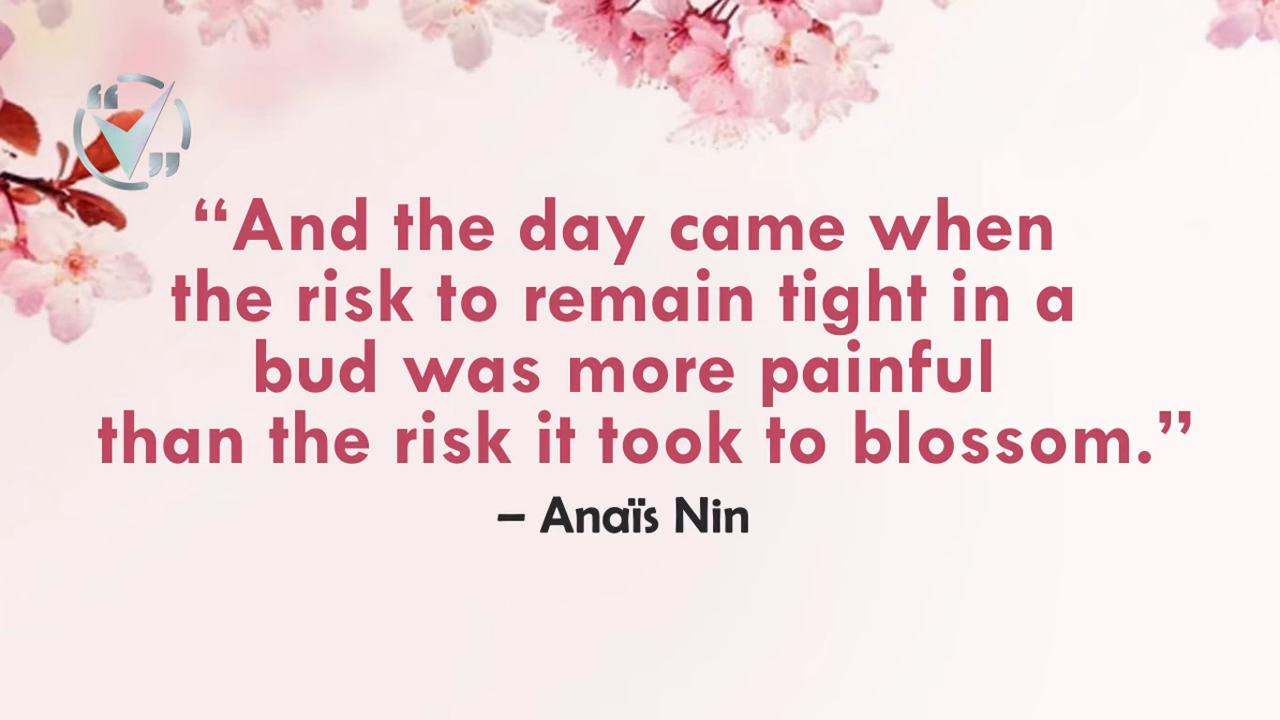 “And the day came when
the risk to remain tight in a
bud was more painful
than the risk it took to blossom.”
– Anaïs Nin